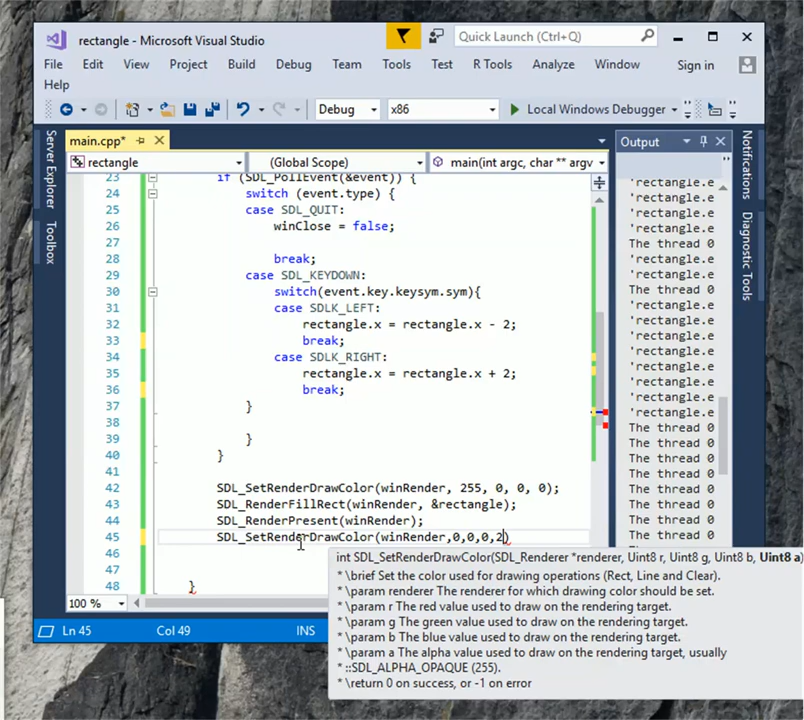 rectangle - Microsoft Visual Studio
Quick Launch (Ctrl+Q)
File Edit View Project Build Debug Team Tools Test R Tools Analyze Window Sign in
Help
Debug x86 Local Windows Debugger
Server Explorer
Toolbox
main.cpp*
rectangle (Global Scope) main(int argc, char ** argv
23 if (SDL_PollEvent(&event)) {
24 switch (event.type) {
25 case SDL_QUIT:
26 winClose = false;
27
28 break;
29 case SDL_KEYDOWN:
30 switch(event.key.keysym.sym){
31 case SDLK_LEFT:
32 rectangle.x = rectangle.x - 2;
33 break;
34 case SDLK_RIGHT:
35 rectangle.x = rectangle.x + 2;
36 break;
37 }
38
39 }
40 }
41
42 SDL_SetRenderDrawColor(winRender, 255, 0, 0, 0);
43 SDL_RenderFillRect(winRender, &rectangle);
44 SDL_RenderPresent(winRender);
45 SDL_SetRenderDrawColor(winRender,0,0,0,2)
46
47
48 }
int SDL_SetRenderDrawColor(SDL_Renderer *renderer, Uint8 r, Uint8 g, Uint8 b, Uint8 a)
* \brief Set the color used for drawing operations (Rect, Line and Clear).
* \param renderer The renderer for which drawing color should be set.
* \param r The red value used to draw on the rendering target.
* \param g The green value used to draw on the rendering target.
* \param b The blue value used to draw on the rendering target.
* \param a The alpha value used to draw on the rendering target, usually
* ::SDL_ALPHA_OPAQUE (255).
* \return 0 on success, or -1 on error
100 %
Ln 45 Col 49 INS
Output
'rectangle.e
'rectangle.e
'rectangle.e
'rectangle.e
The thread 0
'rectangle.e
'rectangle.e
The thread 0
'rectangle.e
'rectangle.e
'rectangle.e
'rectangle.e
'rectangle.e
'rectangle.e
'rectangle.e
'rectangle.e
The thread 0
The thread 0
The thread 0
The thread 0
The thread 0
The thread 0
The thread 0
The thread 0
Notifications
Diagnostic Tools